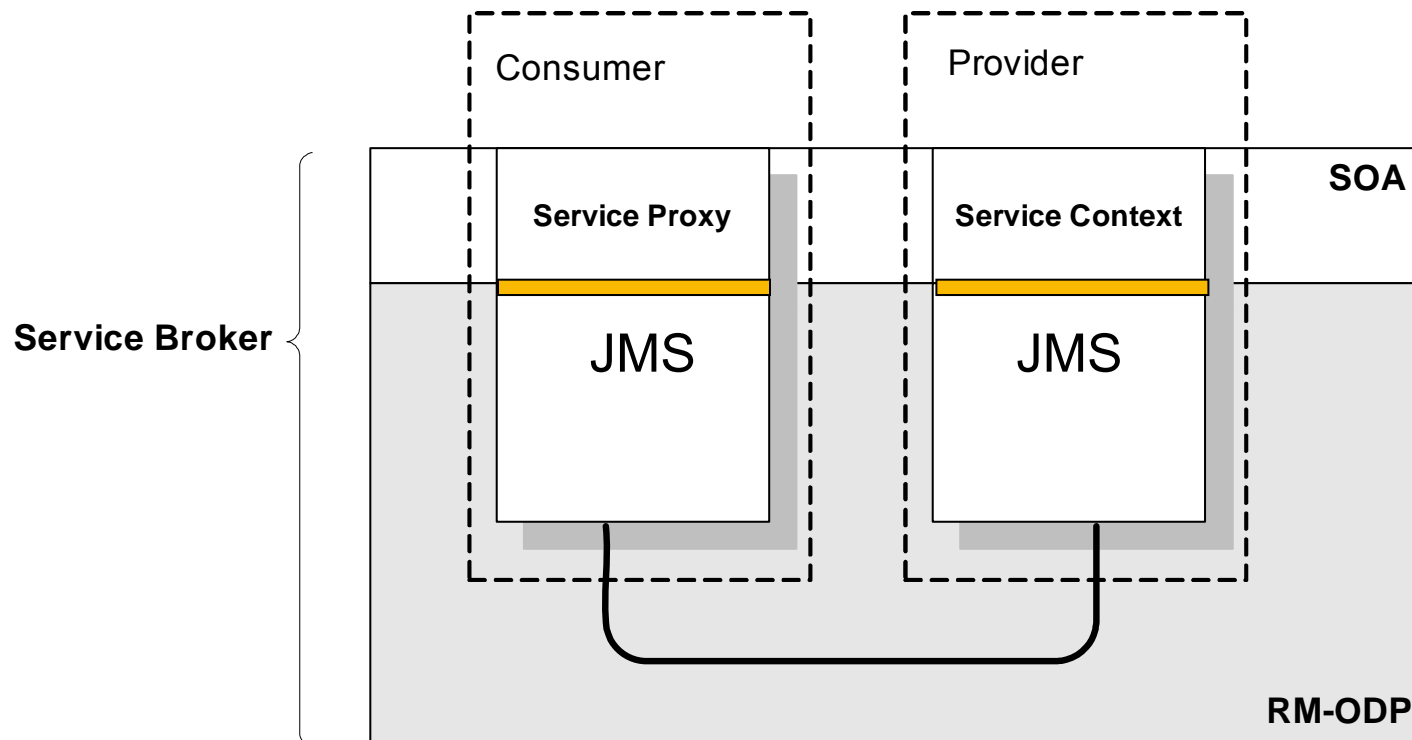 Consumer
Provider
SOA
Service Proxy
Service Context
Service Broker
JMS
JMS
RM-ODP